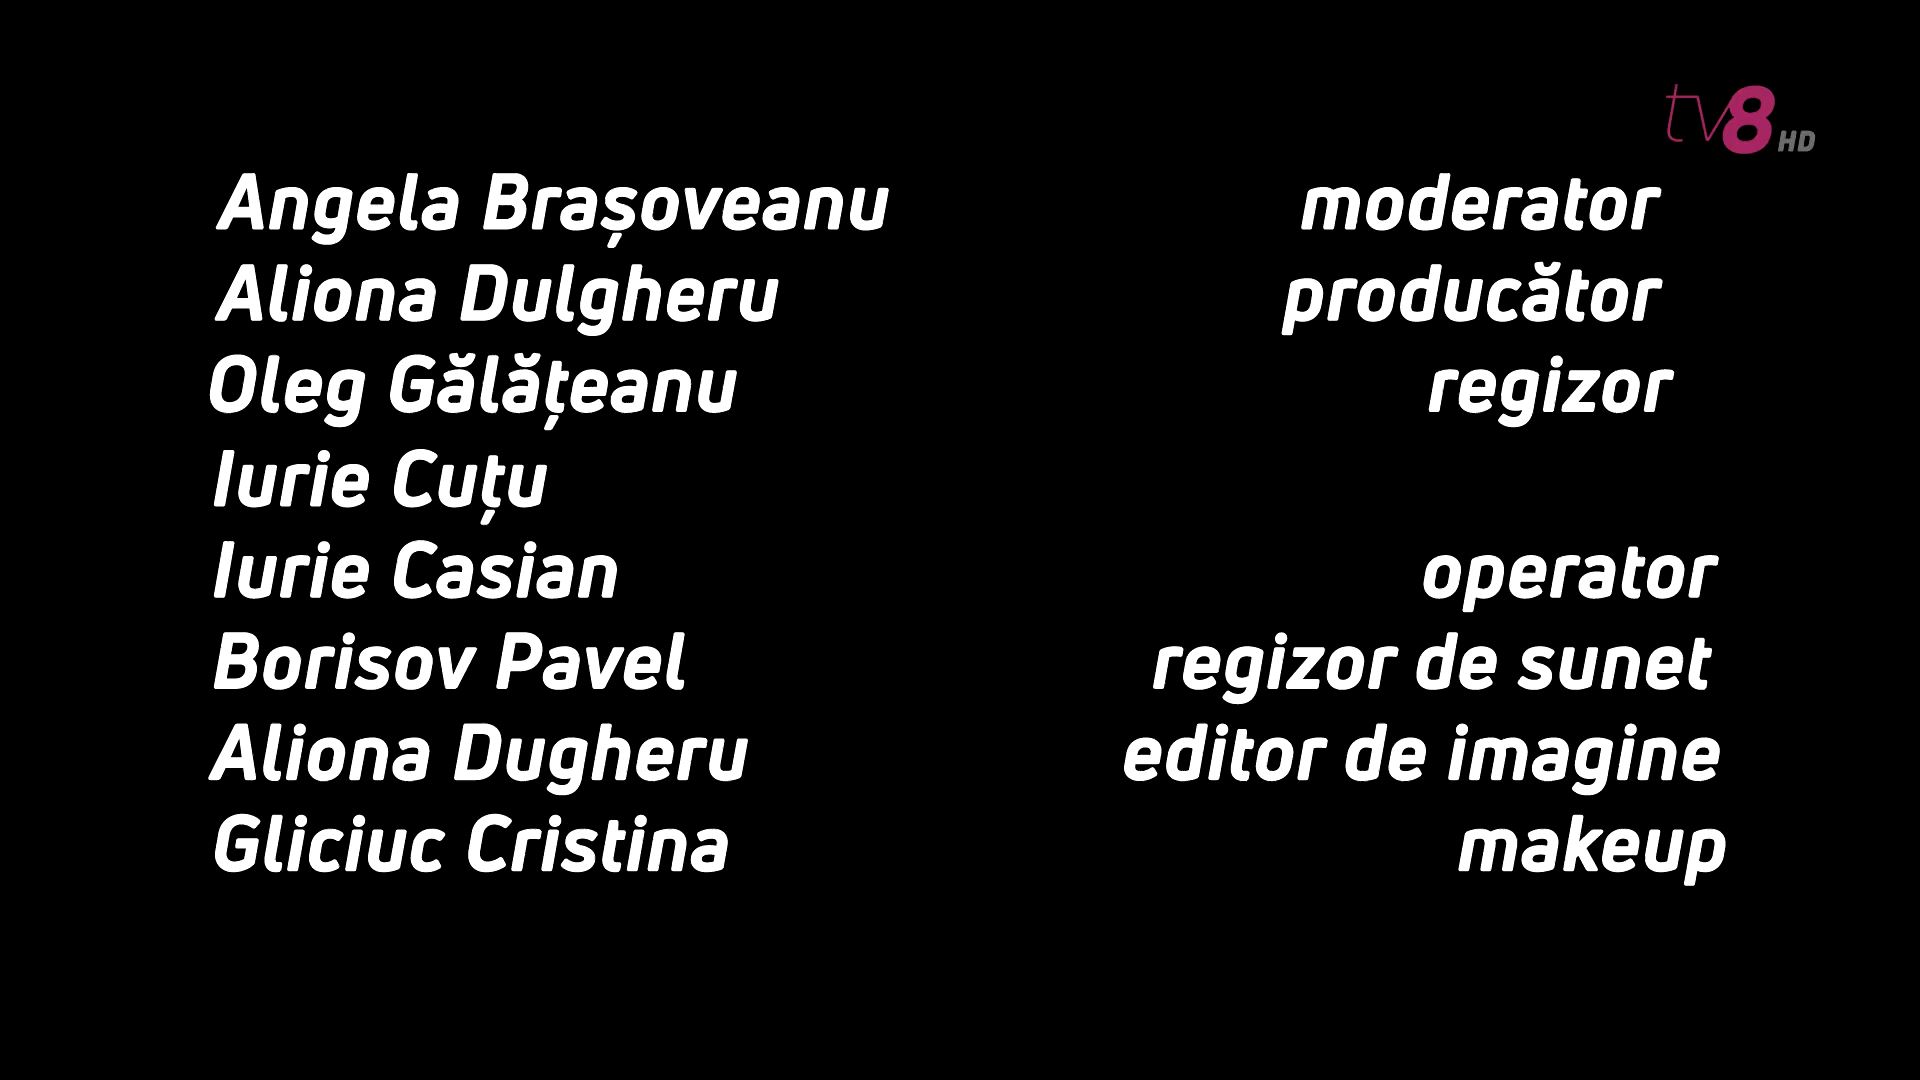 tv8 HD
Angela Brașoveanu moderator
Aliona Dulgheru producător
Oleg Gălățeanu regizor
Iurie Cuțu
Iurie Casian operator
Borisov Pavel regizor de sunet
Aliona Dugheru editor de imagine
Gliciuc Cristina makeup